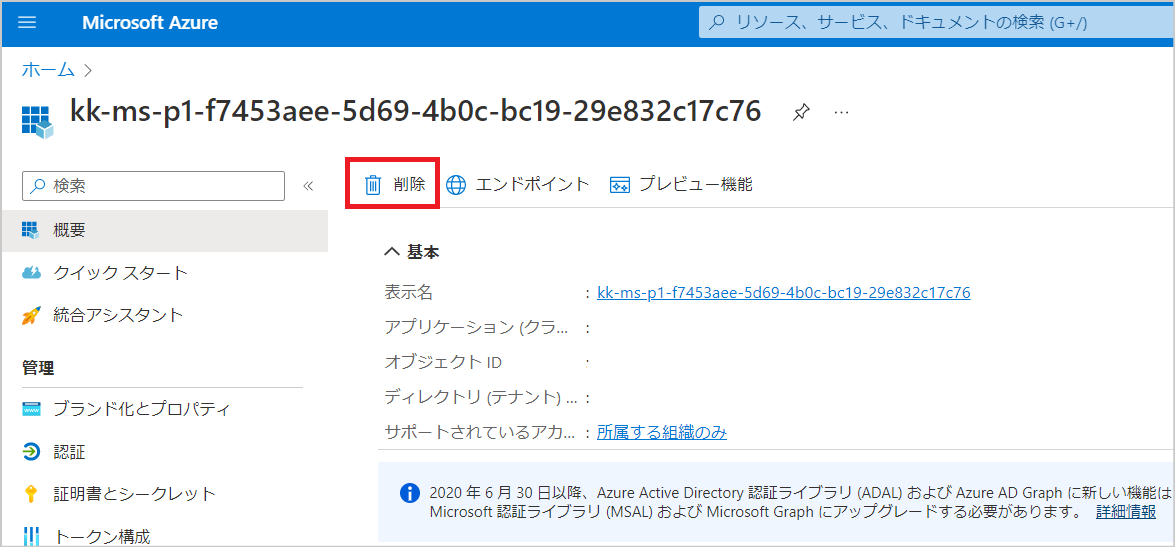 Microsoft Azure
リソース、サービス、ドキュメントの検索 (G+/)
ホーム
kk-ms-p1-f7453aee-5d69-4b0c-bc19-29e832c17c76
検索
削除 エンドポイント プレビュー機能
概要
クイック スタート
統合アシスタント
管理
ブランド化とプロパティ
認証
証明書とシークレット
トークン構成
基本
表示名 : kk-ms-p1-f7453aee-5d69-4b0c-bc19-29e832c17c76
アプリケーション (クラ... :
オブジェクト ID :
ディレクトリ (テナント) ... :
サポートされているアカ... : 所属する組織のみ
2020 年 6 月 30 日以降、Azure Active Directory 認証ライブラリ (ADAL) および Azure AD Graph に新しい機能は
Microsoft 認証ライブラリ (MSAL) および Microsoft Graph にアップグレードする必要があります。 詳細情報